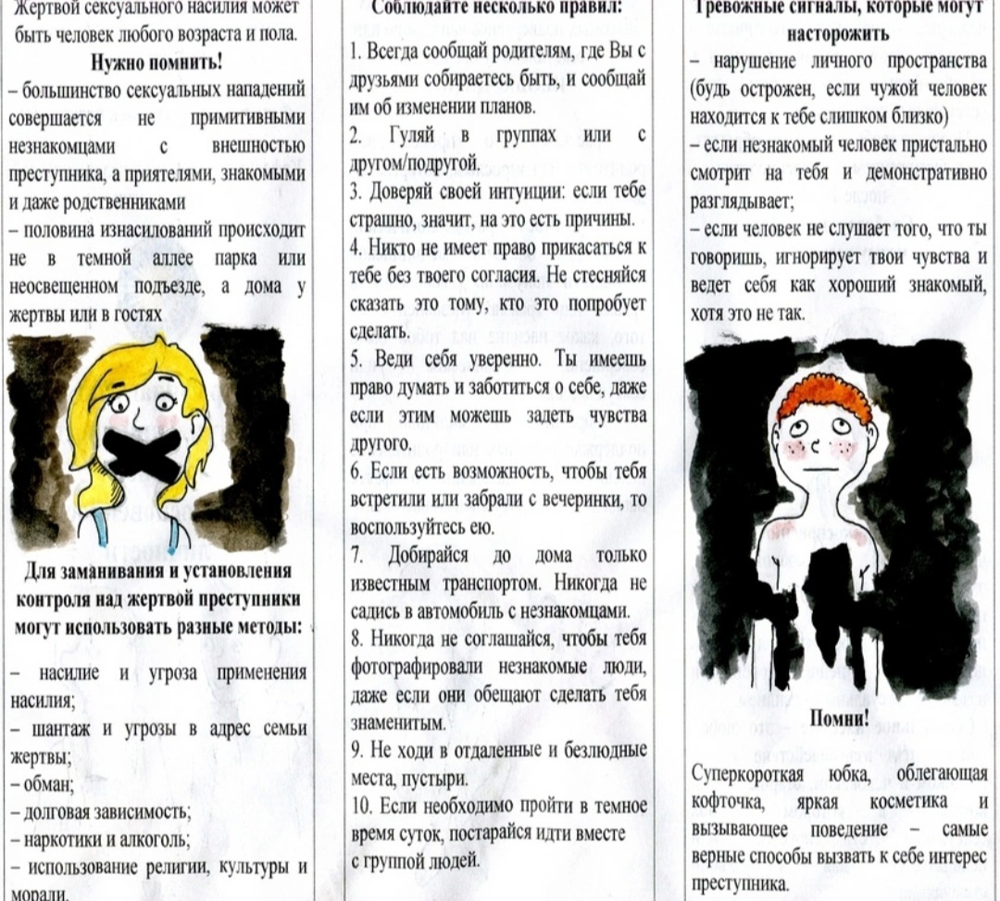 Жертвой сексуального насилия может
быть человек любого возраста и пола.
Нужно помнить!
– большинство сексуальных нападений
совершается не примитивными
незнакомцами с внешностью
преступника, а приятелями, знакомыми
и даже родственниками
– половина изнасилований происходит
не в темной аллее парка или
неосвещенном подъезде, а дома у
жертвы или в гостях
Для заманивания и установления
контроля над жертвой преступники
могут использовать разные методы:
– насилие и угроза применения
насилия;
– шантаж и угрозы в адрес семьи
жертвы;
– обман;
– долговая зависимость;
– наркотики и алкоголь;
– использование религии, культуры и
морали.
Соблюдайте несколько правил:
1. Всегда сообщай родителям, где Вы с
друзьями собираетесь быть, и сообщай
им об изменении планов.
2. Гуляй в группах или с
другом/подругой.
3. Доверяй своей интуиции: если тебе
страшно, значит, на это есть причины.
4. Никто не имеет право прикасаться к
тебе без твоего согласия. Не стесняйся
сказать это тому, кто это попробует
сделать.
5. Веди себя уверенно. Ты имеешь
право думать и заботиться о себе, даже
если этим можешь задеть чувства
другого.
6. Если есть возможность, чтобы тебя
встретили или забрали с вечеринки, то
воспользуйтесь ею.
7. Добирайся до дома только
известным транспортом. Никогда не
садись в автомобиль с незнакомцами.
8. Никогда не соглашайся, чтобы тебя
фотографировали незнакомые люди,
даже если они обещают сделать тебя
знаменитым.
9. Не ходи в отдаленные и безлюдные
места, пустыри.
10. Если необходимо пройти в темное
время суток, постарайся идти вместе
с группой людей.
Тревожные сигналы, которые могут
насторожить
– нарушение личного пространства
(будь острожен, если чужой человек
находится к тебе слишком близко)
– если незнакомый человек пристально
смотрит на тебя и демонстративно
разглядывает;
– если человек не слушает того, что ты
говоришь, игнорирует твои чувства и
ведет себя как хороший знакомый,
хотя это не так.
Помни!
Суперкороткая юбка, облегающая
кофточка, яркая косметика и
вызывающее поведение – самые
верные способы вызвать к себе интерес
преступника.